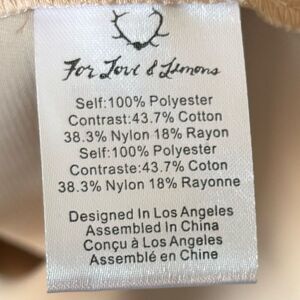 For Love & Lemons
Self:100% Polyester
Contrast:43.7% Cotton
38.3% Nylon 18% Rayon
Self:100% Polyester
Contraste:43.7% Coton
38.3% Nylon 18% Rayonne
Designed In Los Angeles
Assembled In China
Conçu à Los Angeles
Assemblé en Chine